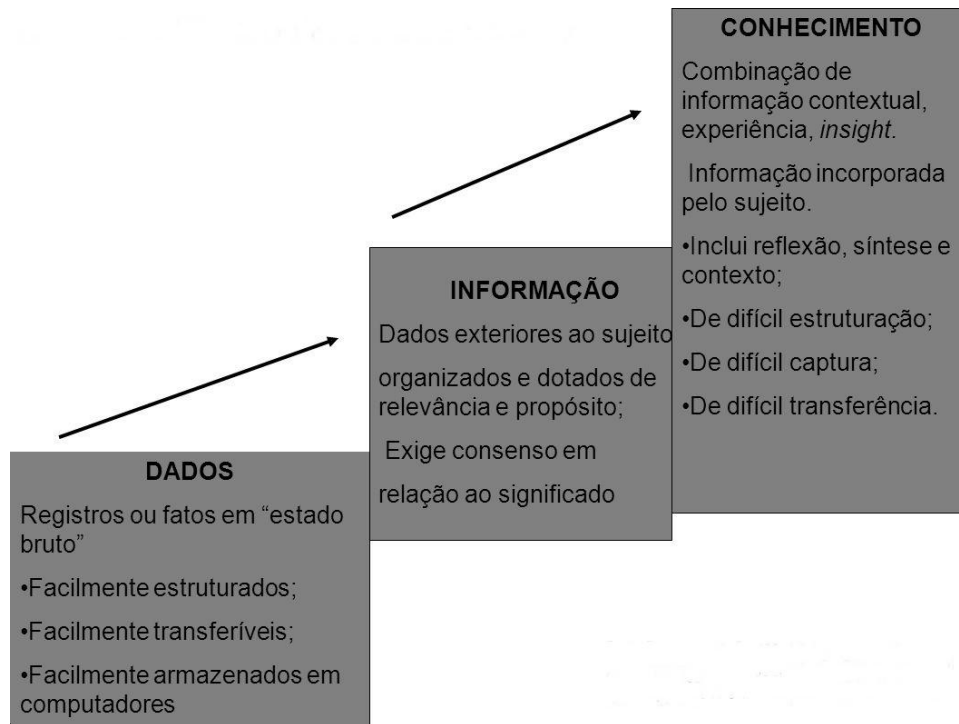 DADOS
Registros ou fatos em “estado
bruto”
•Facilmente estruturados;
•Facilmente transferíveis;
•Facilmente armazenados em
computadores
INFORMAÇÃO
Dados exteriores ao sujeito
organizados e dotados de
relevância e propósito;
Exige consenso em
relação ao significado
CONHECIMENTO
Combinação de
informação contextual,
experiência, insight.
Informação incorporada
pelo sujeito.
•Inclui reflexão, síntese e
contexto;
•De difícil estruturação;
•De difícil captura;
•De difícil transferência.